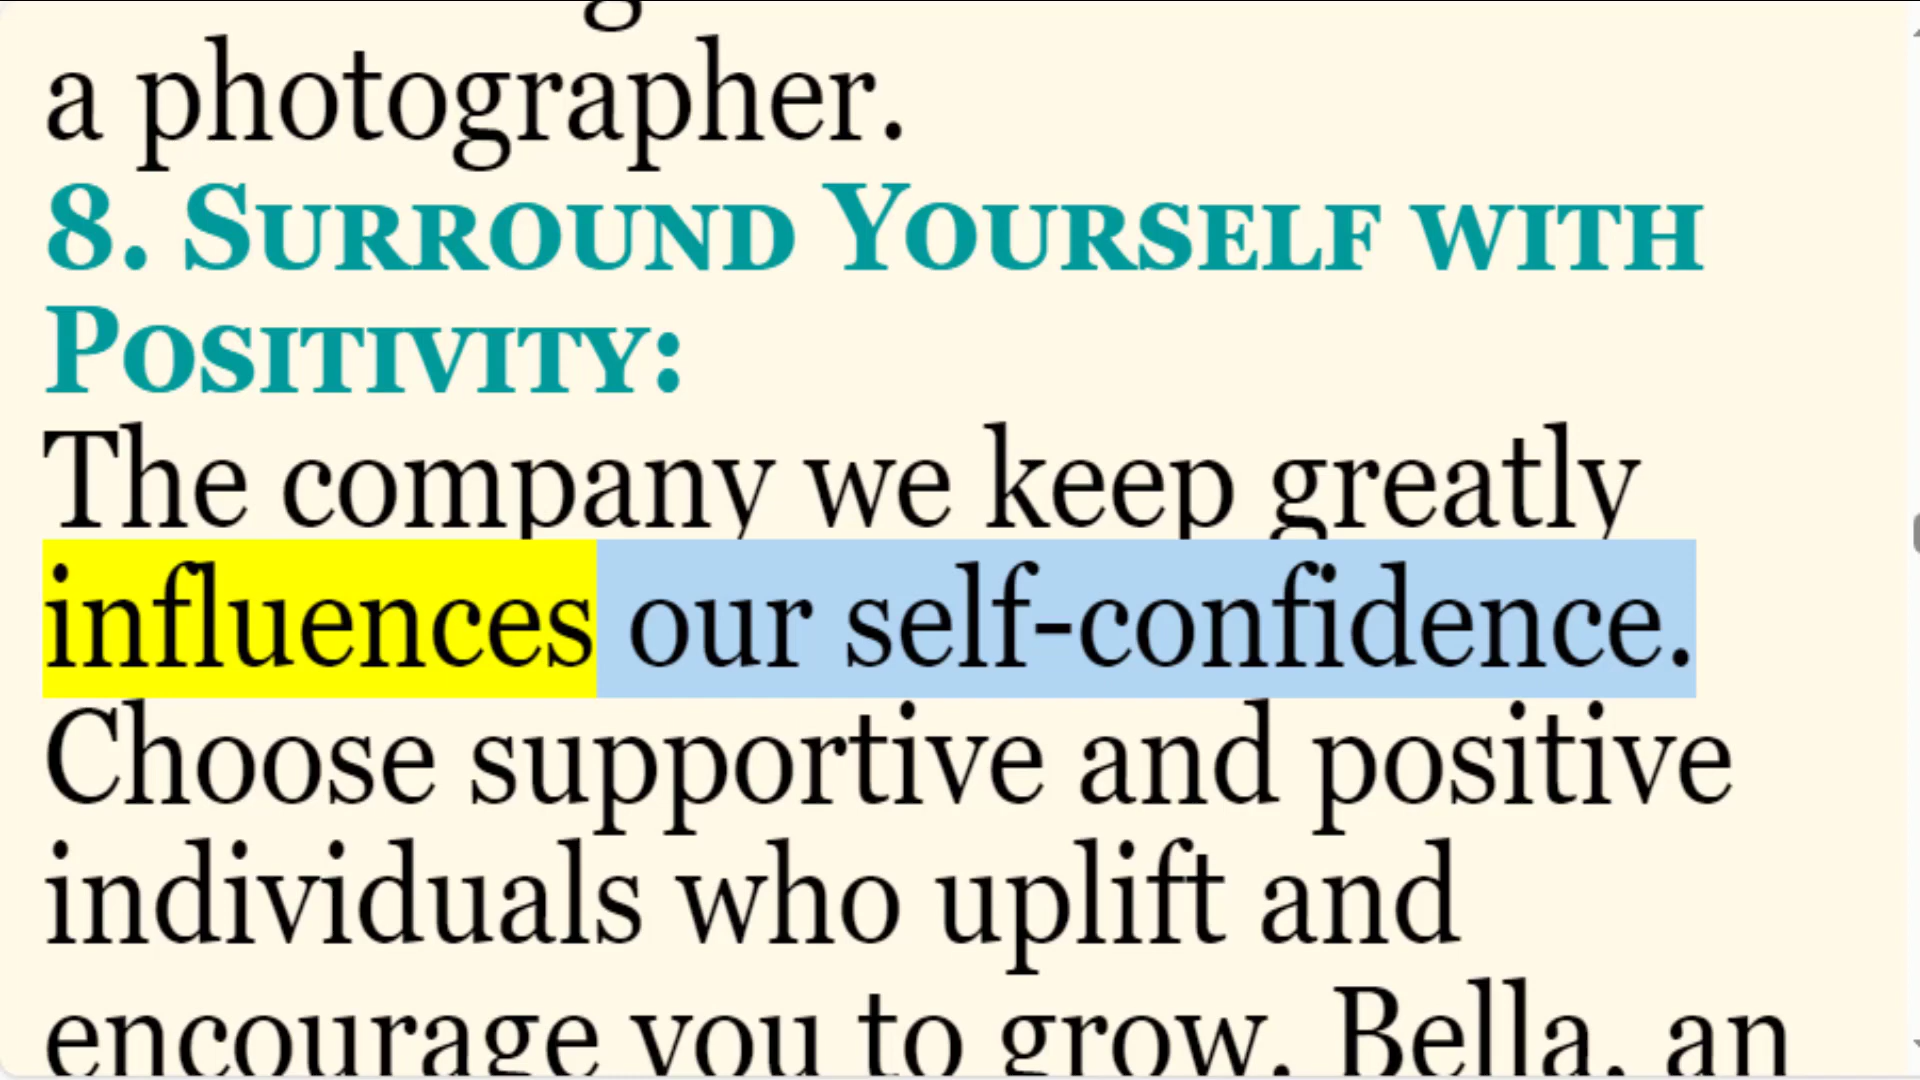 a photographer.
8. Surround Yourself with
Positivity:
The company we keep greatly
influences our self-confidence.
Choose supportive and positive
individuals who uplift and
encourage you to grow. Bella, an